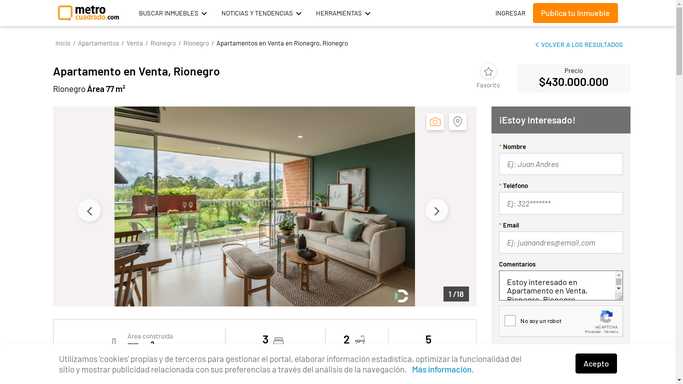 metro
cuadrado.com
BUSCAR INMUEBLES
NOTICIAS Y TENDENCIAS
HERRAMIENTAS
INGRESAR
Publica tu Inmueble
Inicio / Apartamentos / Venta / Rionegro / Rionegro / Apartamentos en Venta en Rionegro, Rionegro
VOLVER A LOS RESULTADOS
Apartamento en Venta, Rionegro
Rionegro Área 77 m²
Favorito
Precio
$430.000.000
1 / 18
¡Estoy Interesado!
* Nombre
Ej: Juan Andres
* Teléfono
Ej: 322*******
* Email
Ej: juanandres@email.com
Comentarios
Estoy interesado en
Apartamento en Venta,
Rionegro, Rionegro
No soy un robot
reCAPTCHA
Privacidad - Términos
Área construida
3
2
5
Utilizamos 'cookies' propias y de terceros para gestionar el portal, elaborar información estadística, optimizar la funcionalidad del
sitio y mostrar publicidad relacionada con sus preferencias a través del análisis de la navegación. Más información.
Acepto